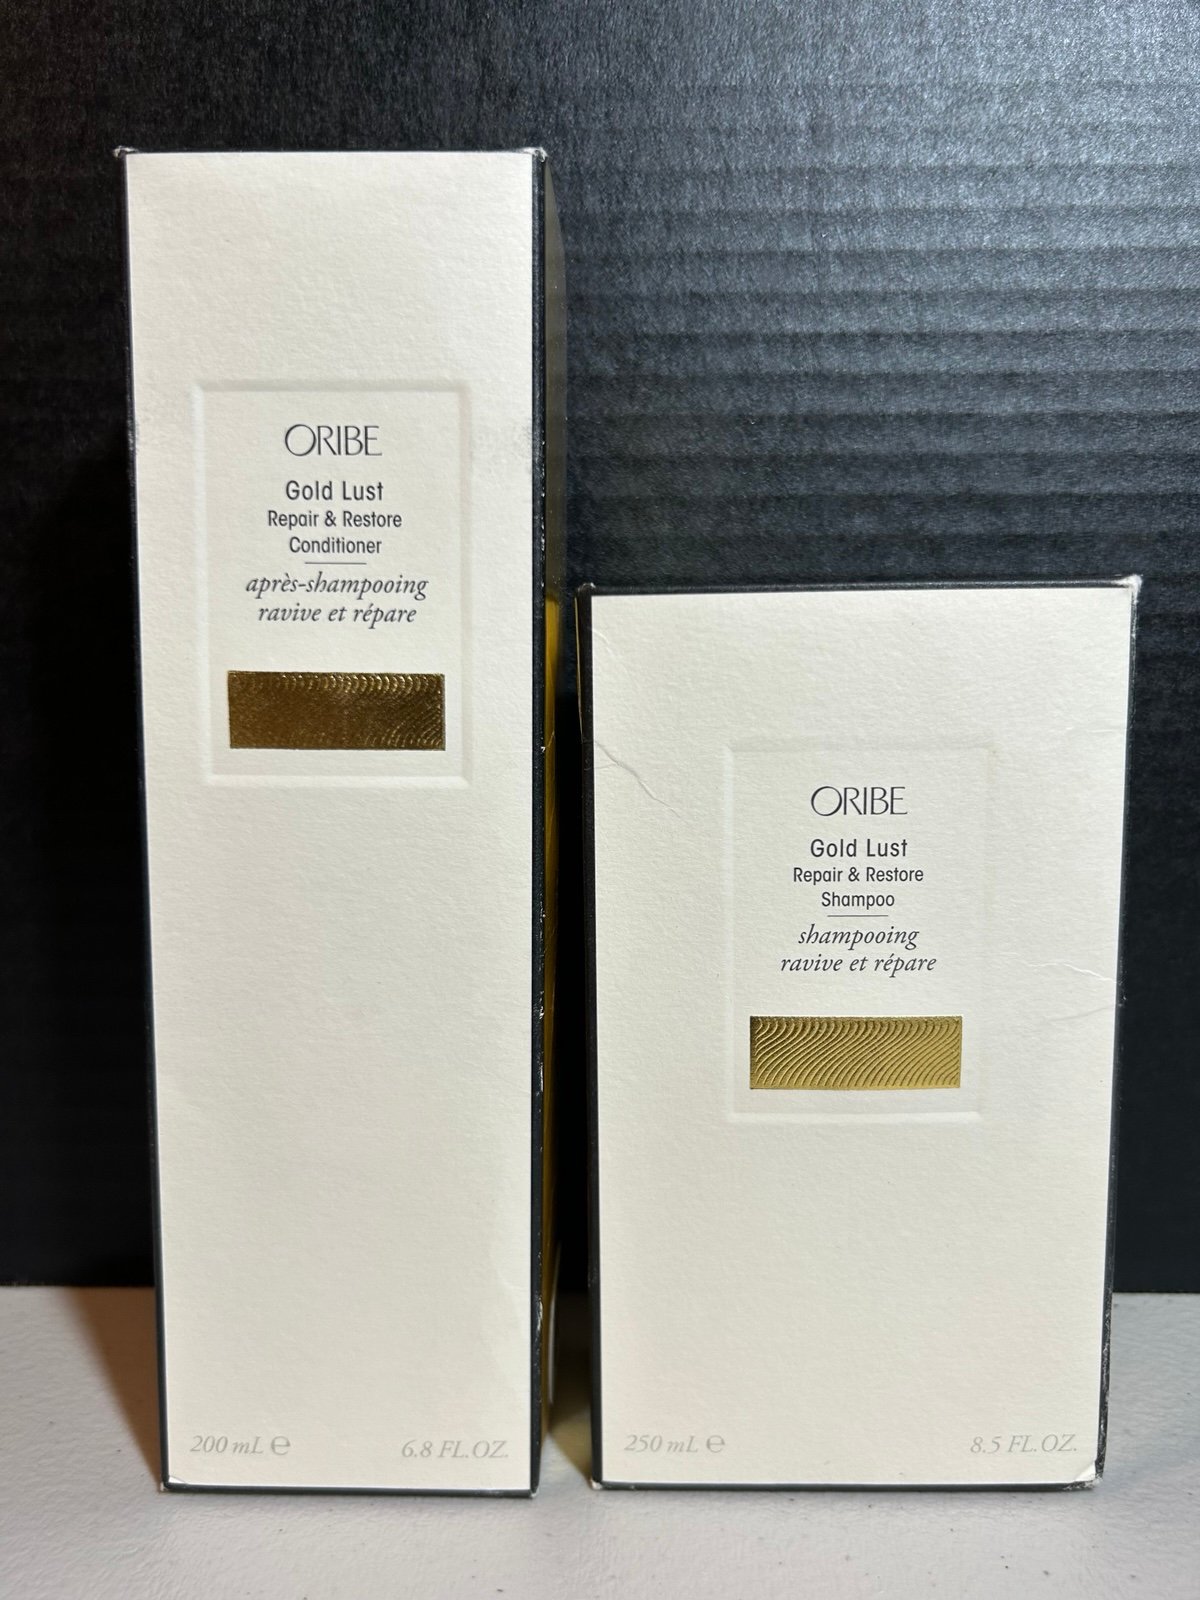 ORIBE
Gold Lust
Repair & Restore
Conditioner
après-shampooing
ravive et répare
200 mL ℮
6.8 FL.OZ.
ORIBE
Gold Lust
Repair & Restore
Shampoo
shampooing
ravive et répare
250 mL ℮
8.5 FL.OZ.